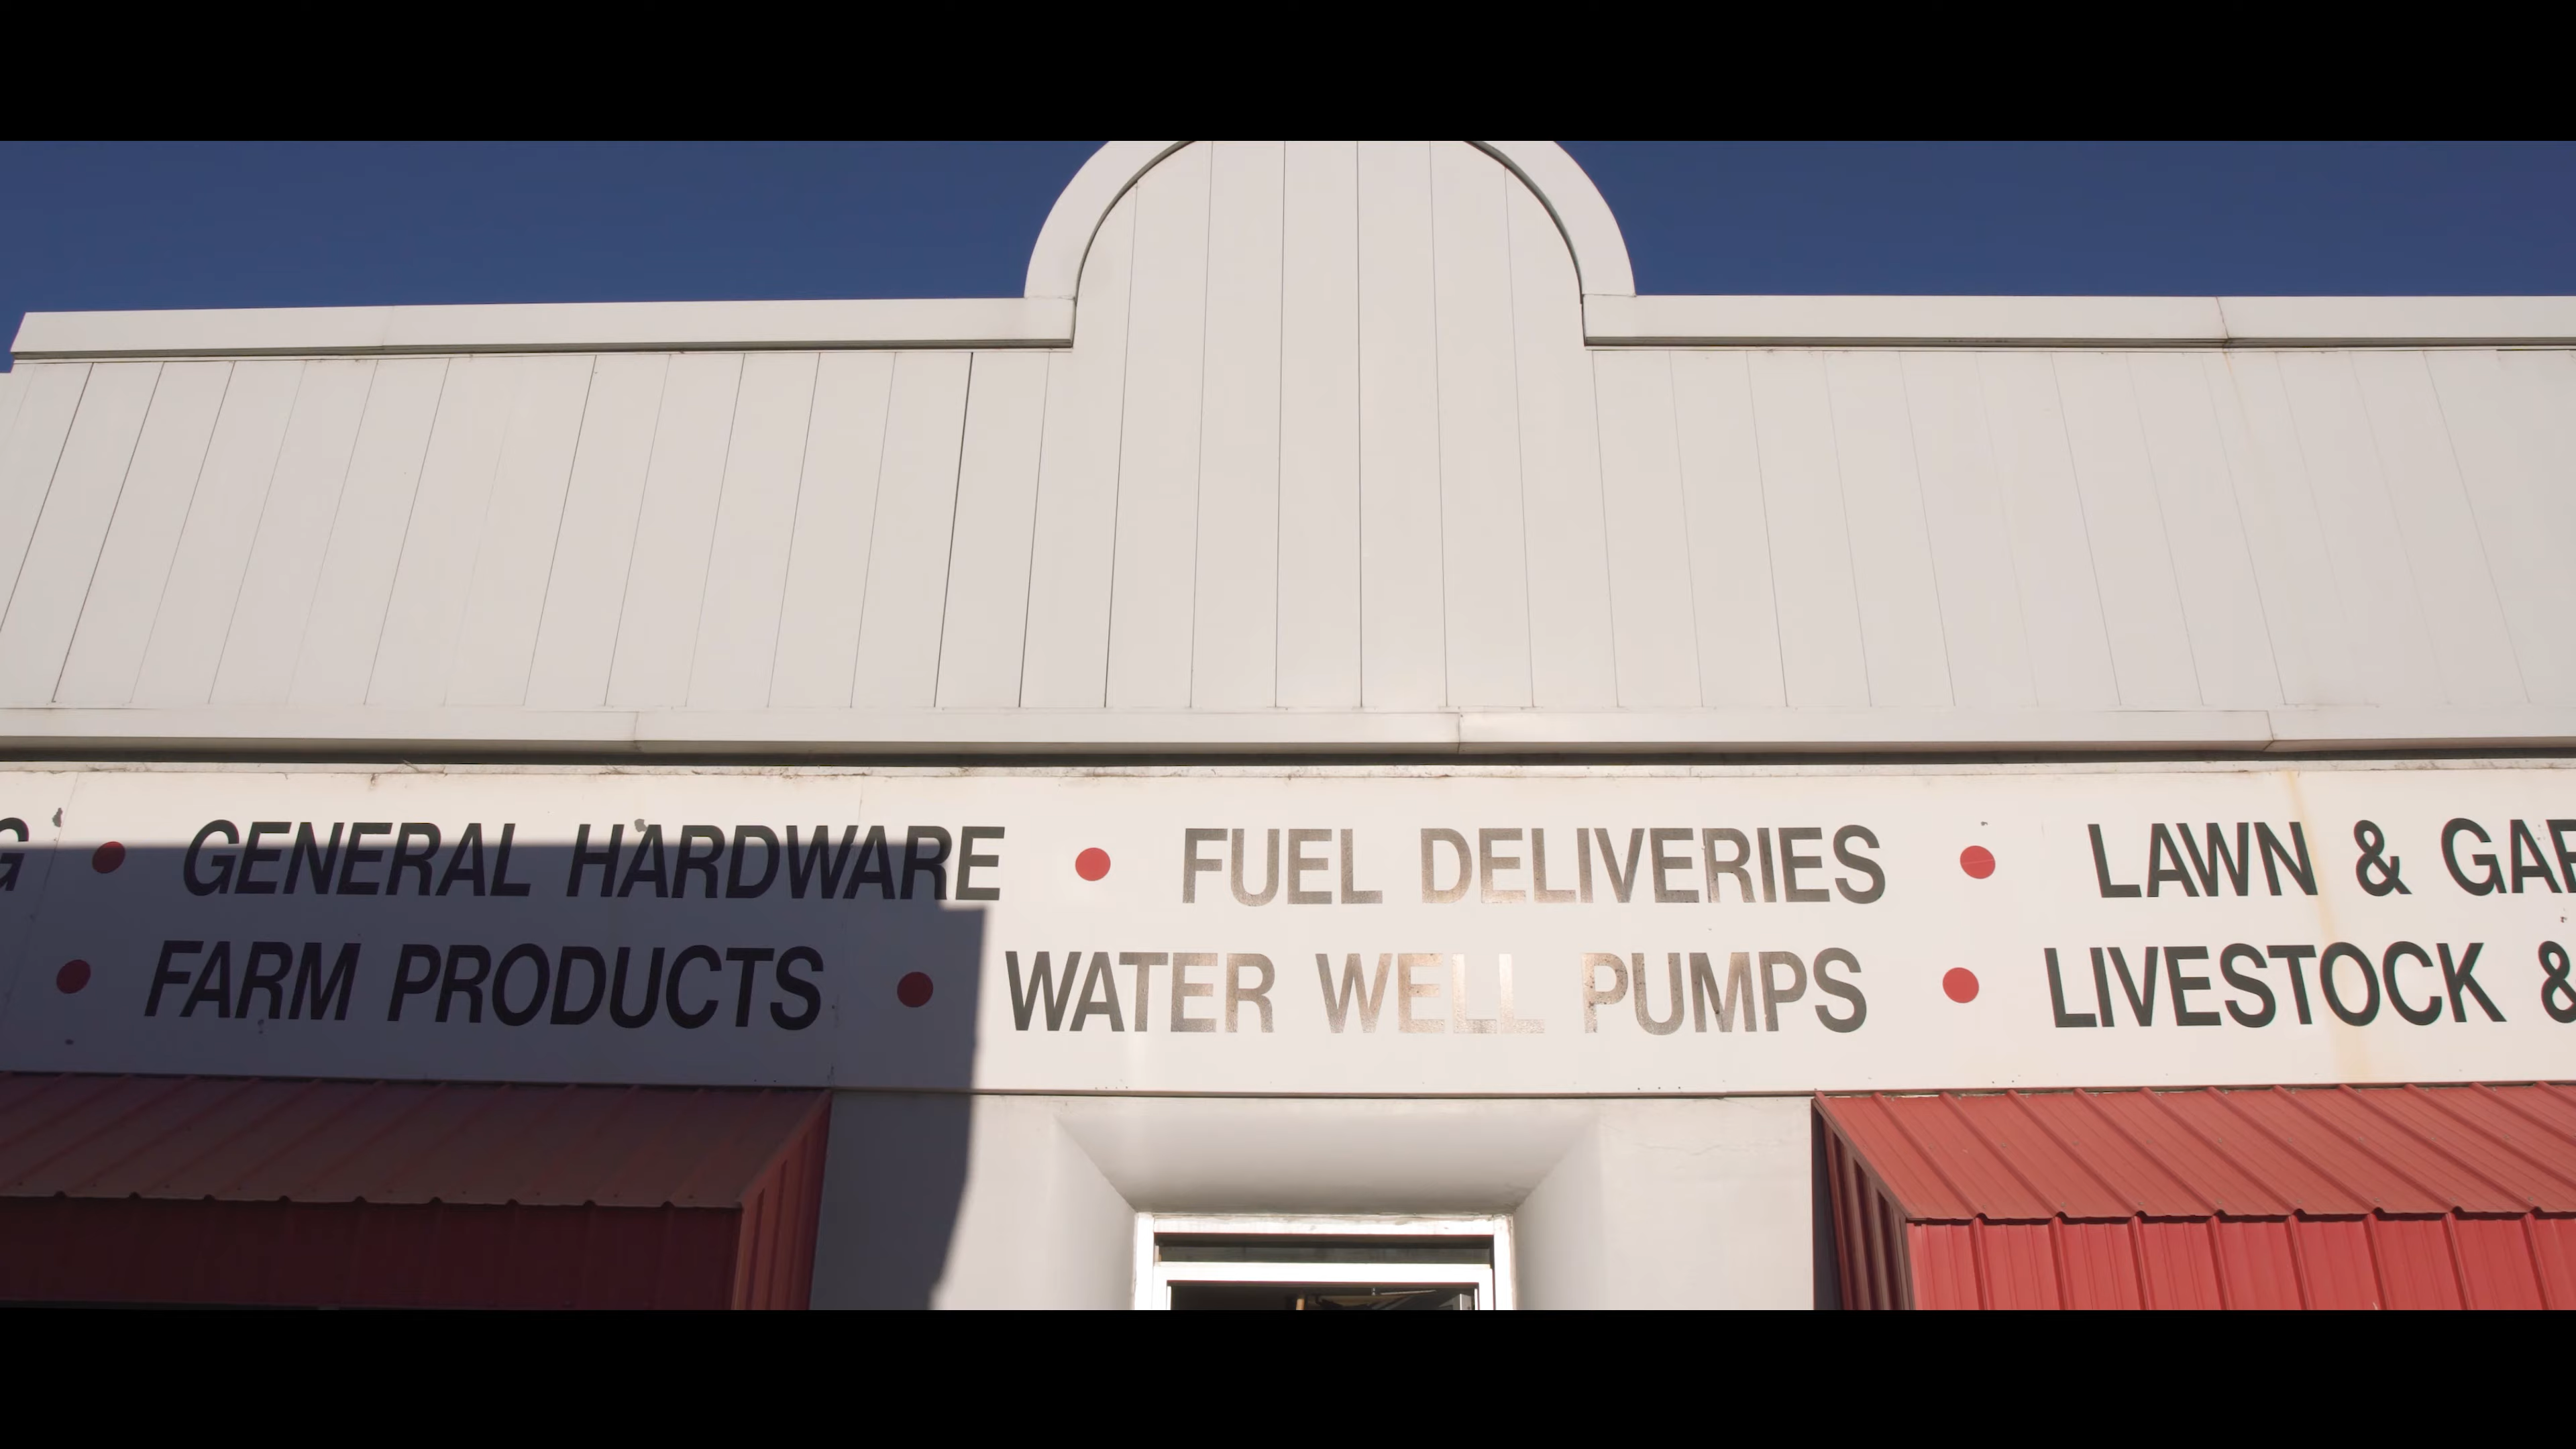 • GENERAL HARDWARE • FUEL DELIVERIES • LAWN &
• FARM PRODUCTS • WATER WELL PUMPS • LIVESTOCK &